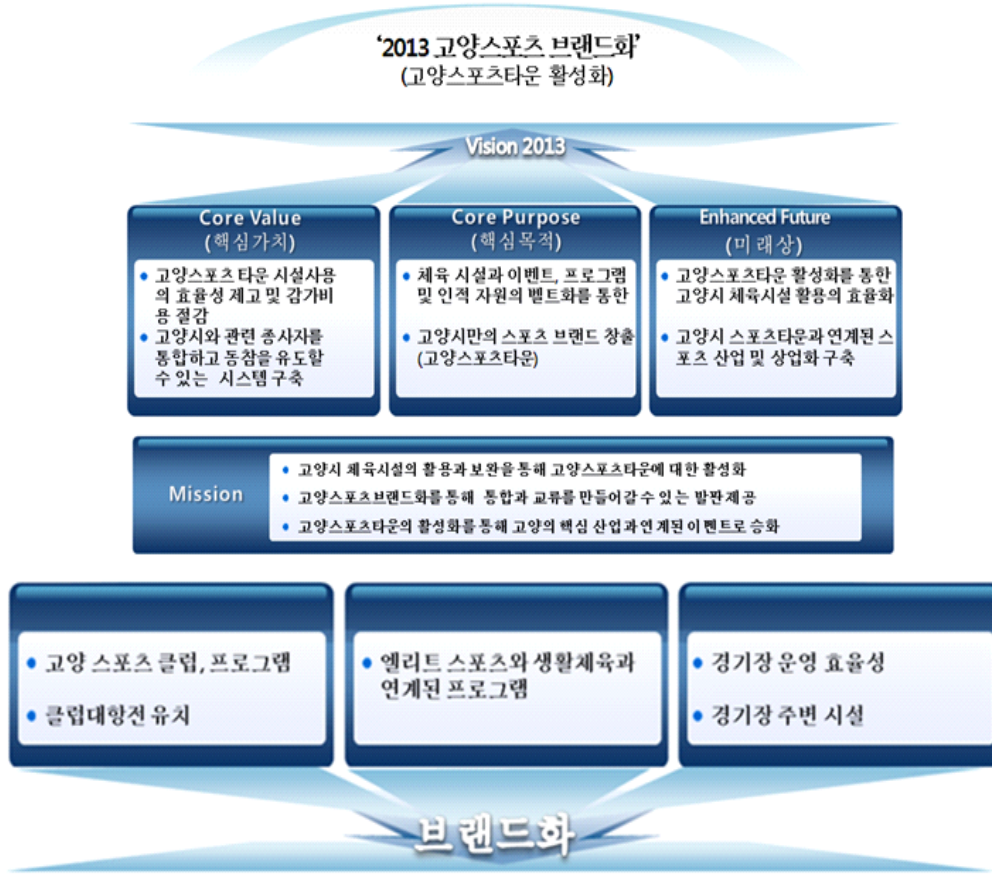 ‘2013 고양스포츠 브랜드화’
(고양스포츠타운 활성화)
Vision 2013
Core Value
(핵심가치)
• 고양스포츠 타운 시설사용
의 효율성 제고 및 감가비
용 절감
• 고양시와 관련 종사자를
통합하고 동참을 유도할
수 있는 시스템 구축
Core Purpose
(핵심목적)
• 체육 시설과 이벤트, 프로그램
및 인적 자원의 벨트화를 통한
• 고양시만의 스포츠 브랜드 창출
(고양스포츠타운)
Enhanced Future
(미래상)
• 고양스포츠타운 활성화를 통한
고양시 체육시설 활용의 효율화
• 고양시 스포츠타운과 연계된 스
포츠 산업 및 상업화 구축
Mission
• 고양시 체육시설의 활용과 보완을 통해 고양스포츠타운에 대한 활성화
• 고양스포츠브랜드화를 통해 통합과 교류를 만들어갈 수 있는 발판 제공
• 고양스포츠타운의 활성화를 통해 고양의 핵심 산업과 연계된 이벤트로 승화
• 고양 스포츠 클럽, 프로그램
• 클럽대항전 유치
• 엘리트 스포츠와 생활체육과
연계된 프로그램
• 경기장 운영 효율성
• 경기장 주변 시설
브랜드화